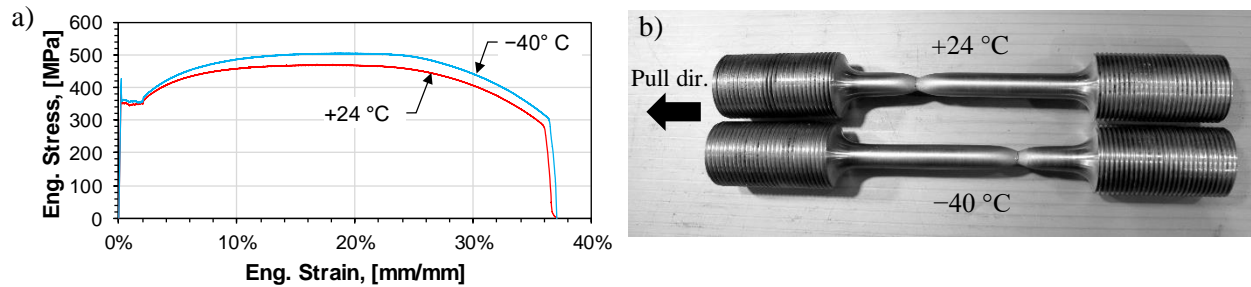 a)
Eng. Stress, [MPa]
600
500
400
300
200
100
0
−40° C
+24 °C
0%
10%
20%
30%
40%
Eng. Strain, [mm/mm]
b)
+24 °C
Pull dir.
−40 °C